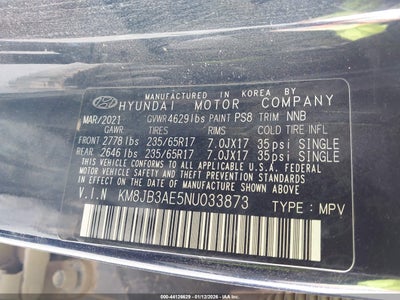 MANUFACTURED IN KOREA BY
HYUNDAI MOTOR COMPANY
MAR/2021 GVWR 4629 lbs PAINT PS8 TRIM NNB
GAWR TIRES RIMS COLD TIRE INFL
FRONT 2778 lbs 235/65R17 7.0JX17 35psi SINGLE
REAR 2646 lbs 235/65R17 7.0JX17 35psi SINGLE
THIS VEHICLE CONFORMS TO ALL
APPLICABLE U.S.A. FEDERAL
MOTOR VEHICLE SAFETY AND
THEFT PREVENTION STANDARDS IN
EFFECT ON THE DATE OF
MANUFACTURE SHOWN ABOVE.
V.I.N KM8JB3AE5NU033873 TYPE: MPV
000-44129629 - 01/12/2026 - IAA